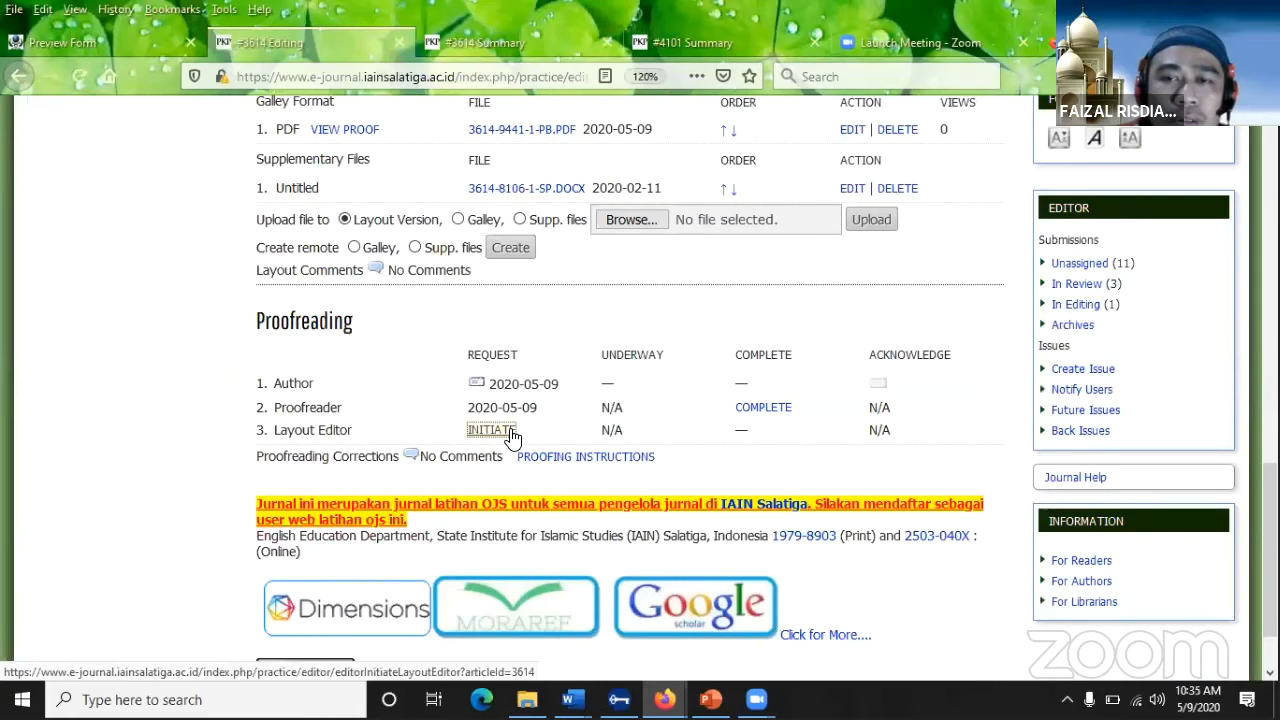 File Edit View History Bookmarks Tools Help
Preview Form
PKP #3614 Editing
PKP #3614 Summary
PKP #4101 Summary
Launch Meeting - Zoom
https://www.e-journal.iainsalatiga.ac.id/index.php/practice/edi
120%
Search
FAIZAL RISDIA...
Galley Format FILE ORDER ACTION VIEWS
1. PDF VIEW PROOF 3614-9441-1-PB.PDF 2020-05-09 ↑↓ EDIT | DELETE 0
Supplementary Files FILE ORDER ACTION
1. Untitled 3614-8106-1-SP.DOCX 2020-02-11 ↑↓ EDIT | DELETE
Upload file to Layout Version, Galley, Supp. files Browse... No file selected. Upload
Create remote Galley, Supp. files Create
Layout Comments No Comments
Proofreading
REQUEST UNDERWAY COMPLETE ACKNOWLEDGE
1. Author 2020-05-09 — —
2. Proofreader 2020-05-09 N/A COMPLETE N/A
3. Layout Editor INITIATE N/A — N/A
Proofreading Corrections No Comments PROOFING INSTRUCTIONS
Jurnal ini merupakan jurnal latihan OJS untuk semua pengelola jurnal di IAIN Salatiga. Silakan mendaftar sebagai
user web latihan ojs ini.
English Education Department, State Institute for Islamic Studies (IAIN) Salatiga, Indonesia 1979-8903 (Print) and 2503-040X :
(Online)
Dimensions
MORAREF
Google
scholar
Click for More....
A A A
EDITOR
Submissions
Unassigned (11)
In Review (3)
In Editing (1)
Archives
Issues
Create Issue
Notify Users
Future Issues
Back Issues
Journal Help
INFORMATION
For Readers
For Authors
For Librarians
zoom
https://www.e-journal.iainsalatiga.ac.id/index.php/practice/editor/editorInitiateLayoutEditor?articleId=3614
Type here to search
10:35 AM
5/9/2020